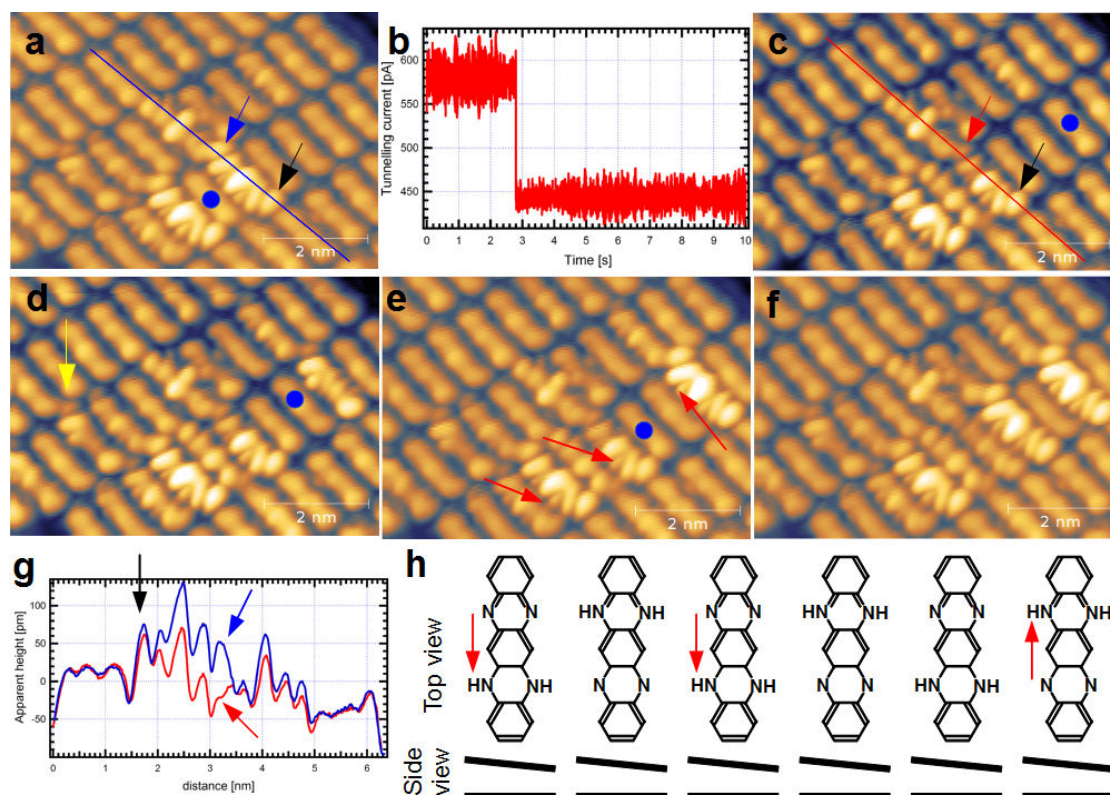 a
2 nm
b
Tunnelling current [pA]
600
550
500
450
0 1 2 3 4 5 6 7 8 9 10
Time [s]
c
2 nm
d
2 nm
e
2 nm
f
2 nm
g
Apparent height [pm]
100
50
0
-50
0 1 2 3 4 5 6
distance [nm]
h
Top view
N N HN NH N N HN NH N N HN NH
HN NH N N HN NH N N HN NH N N
Side
view